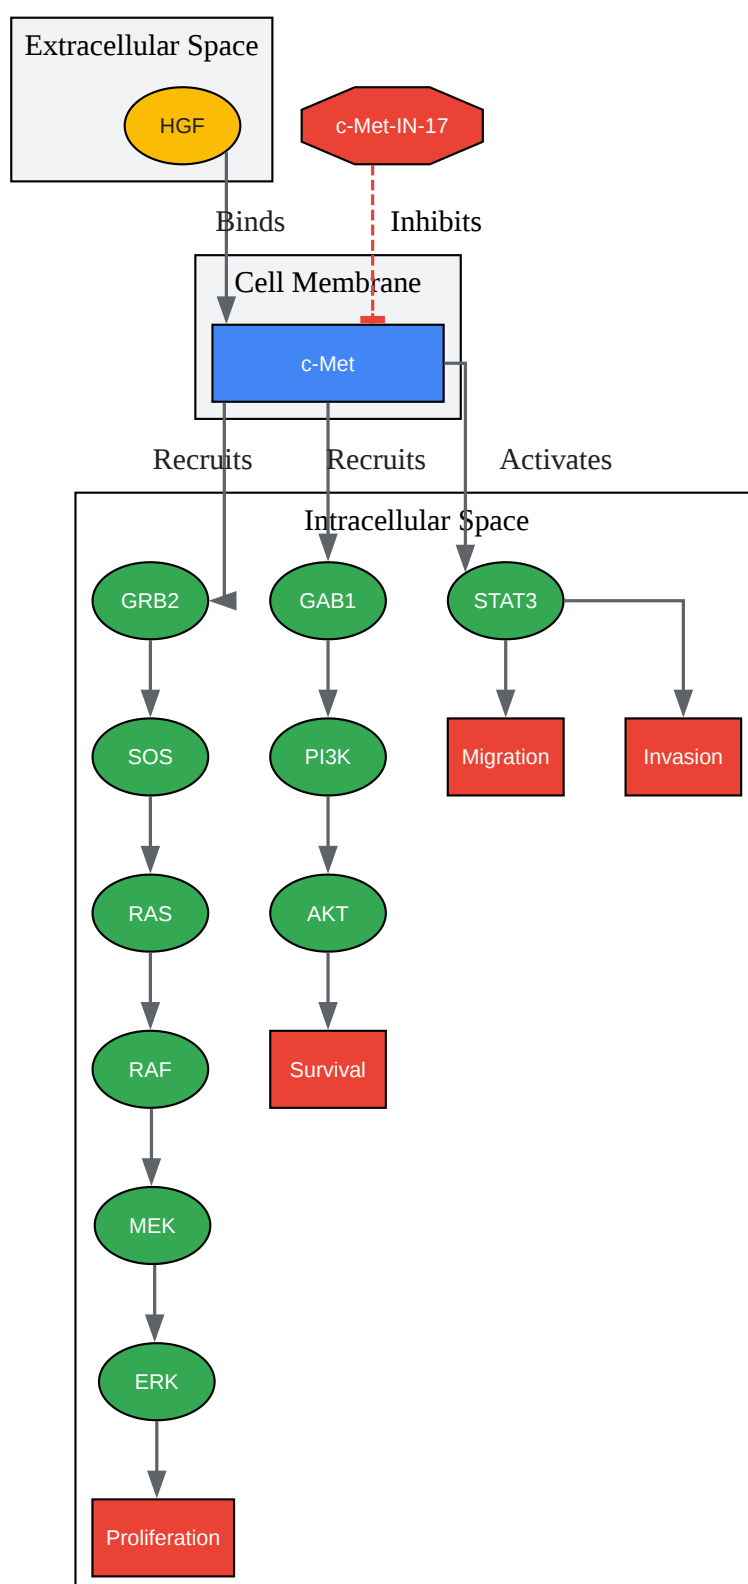 Extracellular Space
HGF
c-Met-IN-17
Binds
Inhibits
Cell Membrane
c-Met
Recruits
Recruits
Activates
Intracellular Space
GRB2
GAB1
STAT3
SOS
PI3K
Migration
Invasion
RAS
AKT
RAF
Survival
MEK
ERK
Proliferation